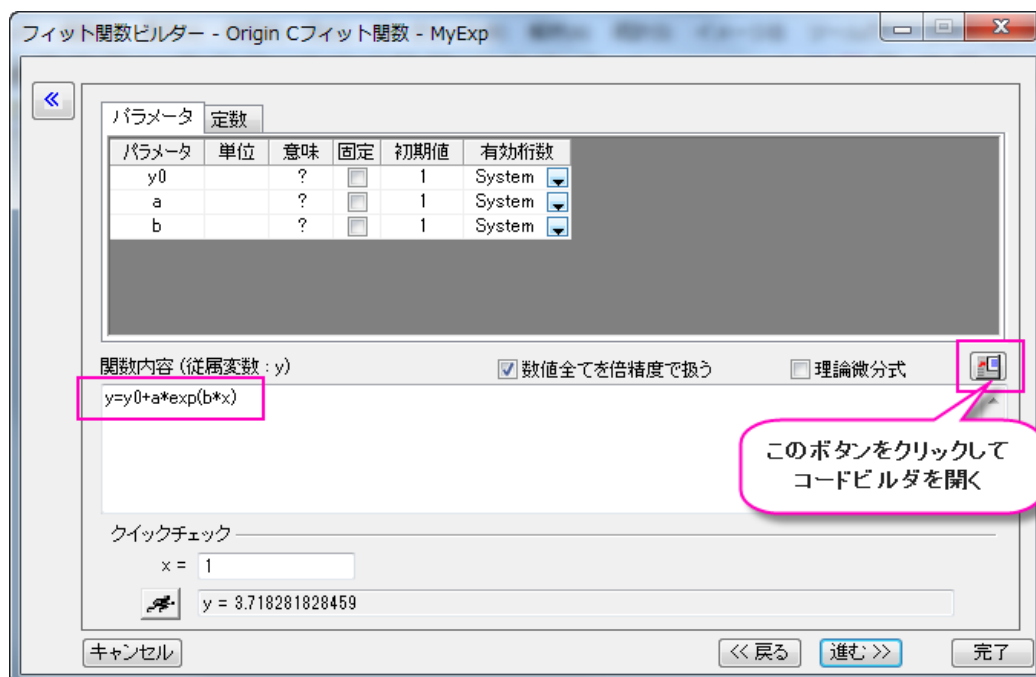 フィット関数ビルダー - Origin Cフィット関数 - MyExp
パラメータ 定数
パラメータ 単位 意味 固定 初期値 有効桁数
y0 ? 1 System
a ? 1 System
b ? 1 System
関数内容 (従属変数 : y) 数値全てを倍精度で扱う 理論微分式
y=y0+a*exp(b*x)
このボタンをクリックして
コードビルダを開く
クイックチェック
x = 1
y = 3.718281828459
キャンセル << 戻る 進む >> 完了